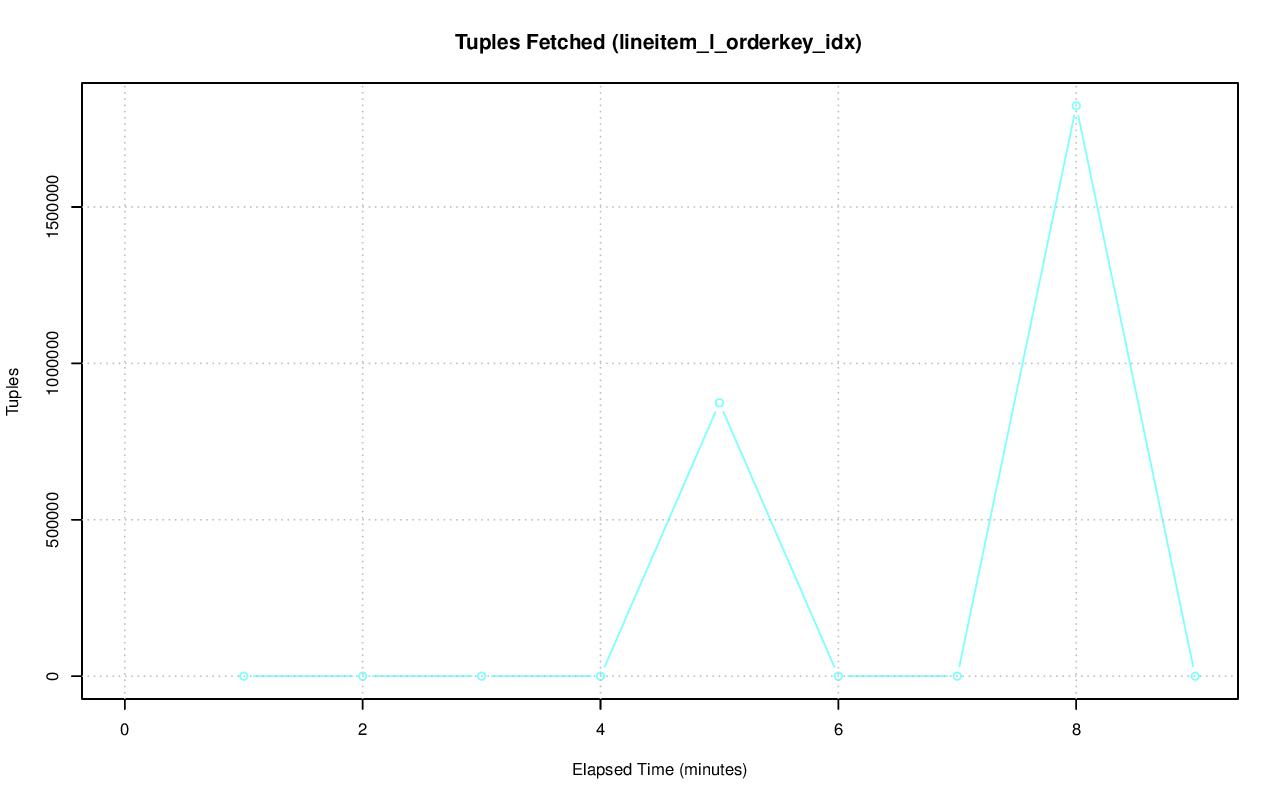 Tuples Fetched (lineitem_l_orderkey_idx)
1500000
1000000
500000
0
Tuples
0 2 4 6 8
Elapsed Time (minutes)